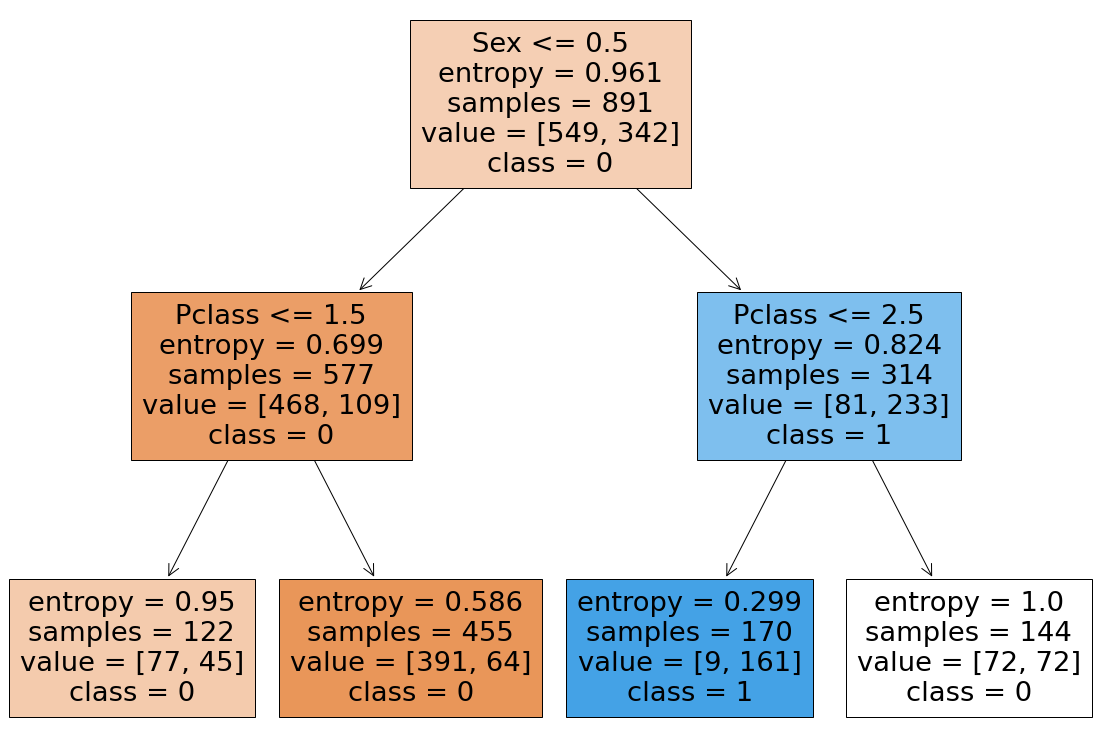 Sex <= 0.5
entropy = 0.961
samples = 891
value = [549, 342]
class = 0
Pclass <= 1.5
entropy = 0.699
samples = 577
value = [468, 109]
class = 0
Pclass <= 2.5
entropy = 0.824
samples = 314
value = [81, 233]
class = 1
entropy = 0.95
samples = 122
value = [77, 45]
class = 0
entropy = 0.586
samples = 455
value = [391, 64]
class = 0
entropy = 0.299
samples = 170
value = [9, 161]
class = 1
entropy = 1.0
samples = 144
value = [72, 72]
class = 0